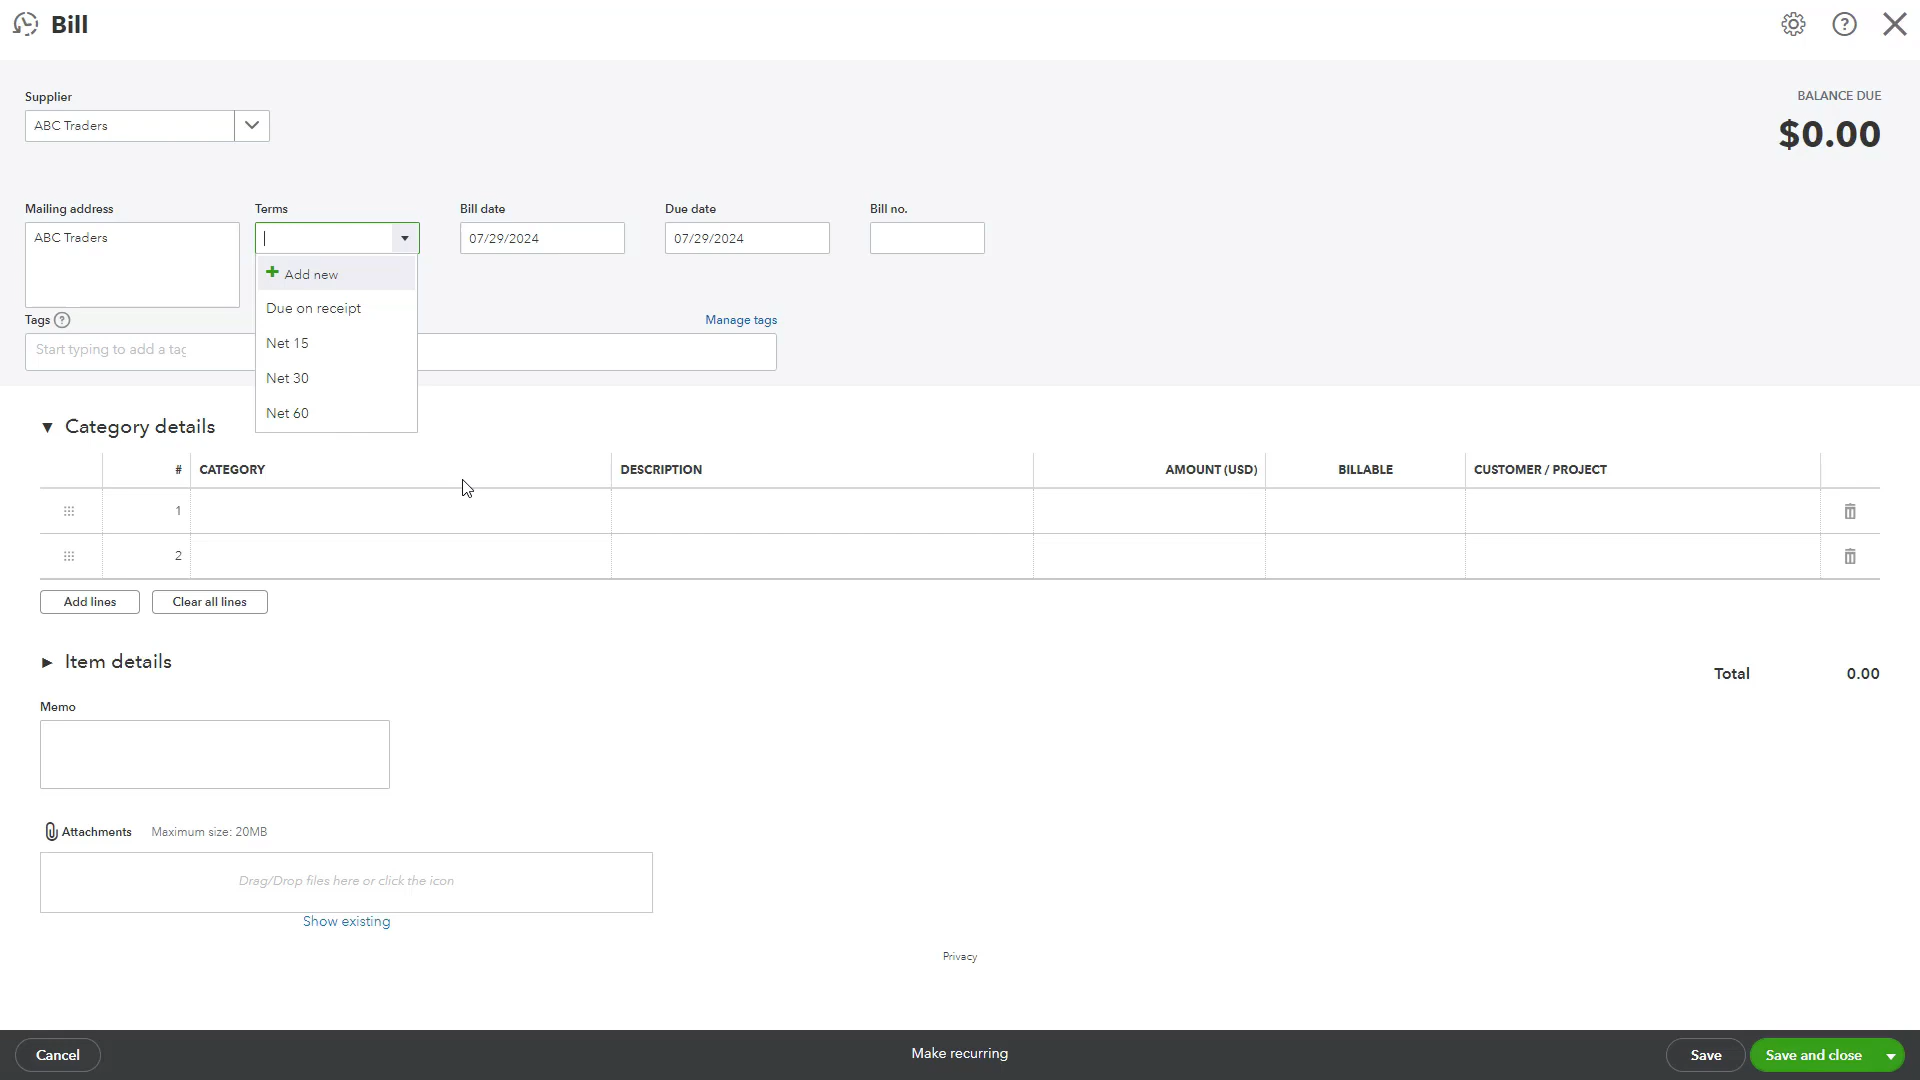 Bill
Supplier
ABC Traders
BALANCE DUE
$0.00
Mailing address
ABC Traders
Terms
Add new
Due on receipt
Net 15
Net 30
Net 60
Bill date
07/29/2024
Due date
07/29/2024
Bill no.
Tags ?
Manage tags
Start typing to add a tag
Category details
# CATEGORY DESCRIPTION AMOUNT (USD) BILLABLE CUSTOMER / PROJECT
1
2
Add lines Clear all lines
Item details
Total 0.00
Memo
Attachments Maximum size: 20MB
Drag/Drop files here or click the icon
Show existing
Privacy
Cancel Make recurring Save Save and close